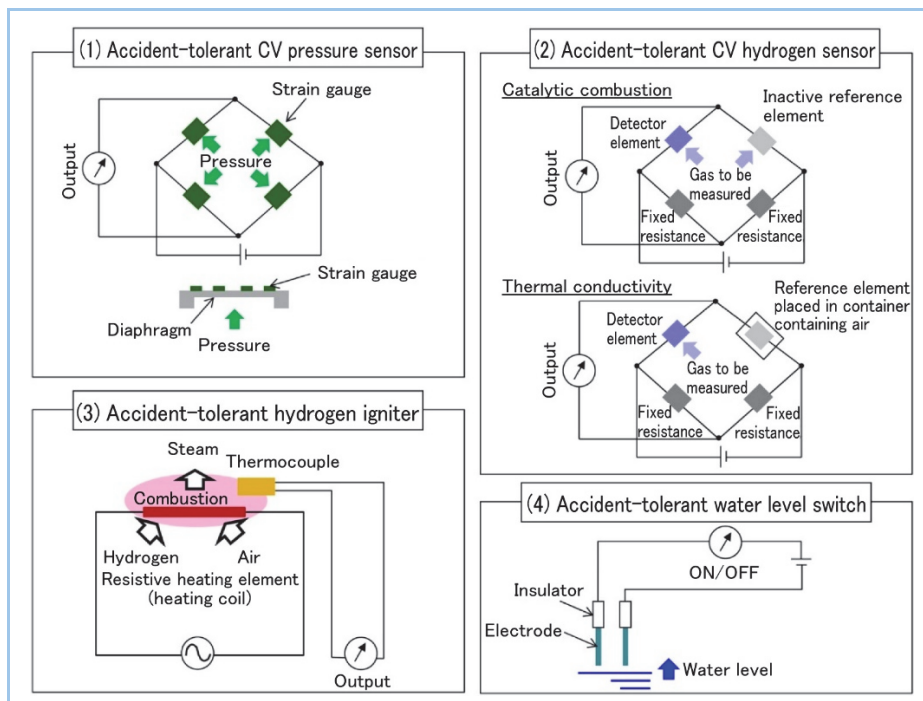 (1) Accident-tolerant CV pressure sensor
Strain gauge
Pressure
Output
Strain gauge
Diaphragm
Pressure
(2) Accident-tolerant CV hydrogen sensor
Catalytic combustion
Inactive reference
element
Detector
element
Gas to be
measured
Output
Fixed
resistance
Fixed
resistance
Thermal conductivity
Reference element
placed in container
containing air
Detector
element
Gas to be
measured
Output
Fixed
resistance
Fixed
resistance
(3) Accident-tolerant hydrogen igniter
Steam
Thermocouple
Combustion
Hydrogen
Air
Resistive heating element
(heating coil)
Output
(4) Accident-tolerant water level switch
ON/OFF
Insulator
Electrode
Water level